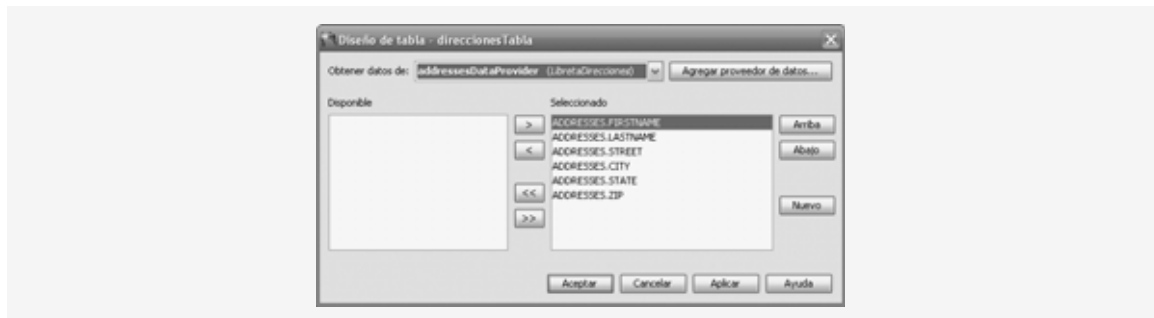 Diseño de tabla - direccionesTabla
Obtener datos de: addressesDataProvider (LibretaDirecciones) Agregar proveedor de datos...
Disponible Seleccionado
> ADDRESSES.FIRSTNAME Arriba
ADDRESSES.LASTNAME
< ADDRESSES.STREET Abajo
ADDRESSES.CITY
ADDRESSES.STATE
<< ADDRESSES.ZIP
Nuevo
>>
Aceptar Cancelar Aplicar Ayuda